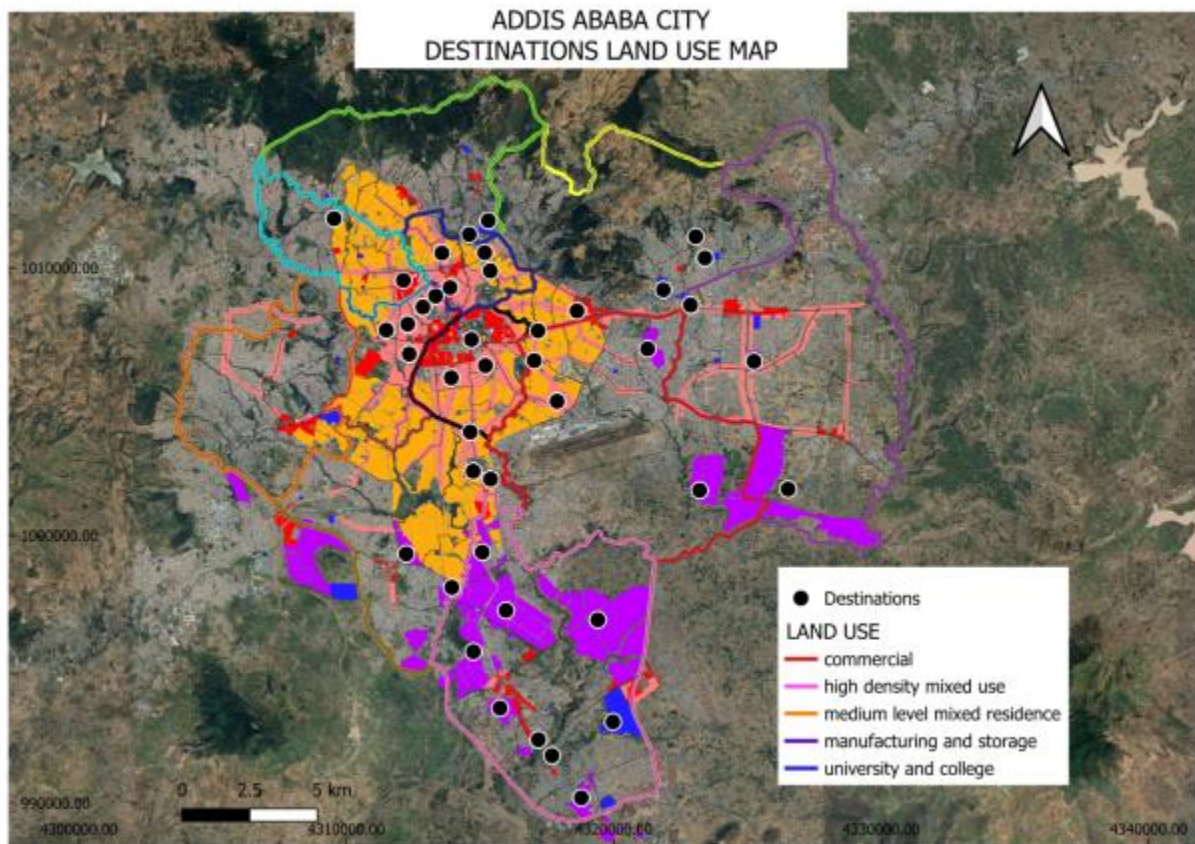 ADDIS ABABA CITY
DESTINATIONS LAND USE MAP
1010000.00
1000000.00
Destinations
LAND USE
commercial
high density mixed use
medium level mixed residence
manufacturing and storage
university and college
0 2.5 5 km
990000.00
4300000.00 4310000.00 4320000.00 4330000.00 4340000.00